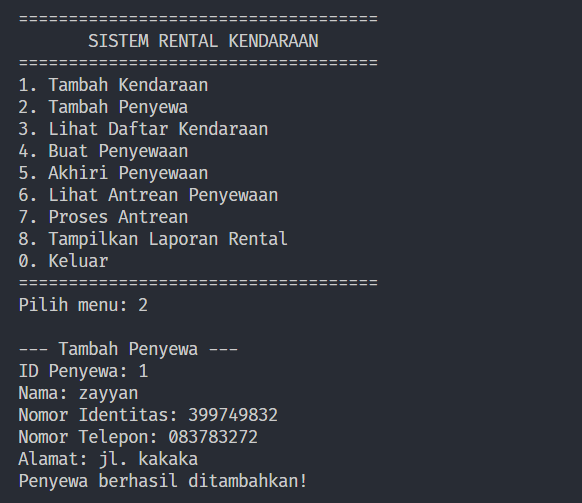 ====================================
SISTEM RENTAL KENDARAAN
====================================
1. Tambah Kendaraan
2. Tambah Penyewa
3. Lihat Daftar Kendaraan
4. Buat Penyewaan
5. Akhiri Penyewaan
6. Lihat Antrean Penyewaan
7. Proses Antrean
8. Tampilkan Laporan Rental
0. Keluar
====================================
Pilih menu: 2
--- Tambah Penyewa ---
ID Penyewa: 1
Nama: zayyan
Nomor Identitas: 399749832
Nomor Telepon: 083783272
Alamat: jl. kakaka
Penyewa berhasil ditambahkan!